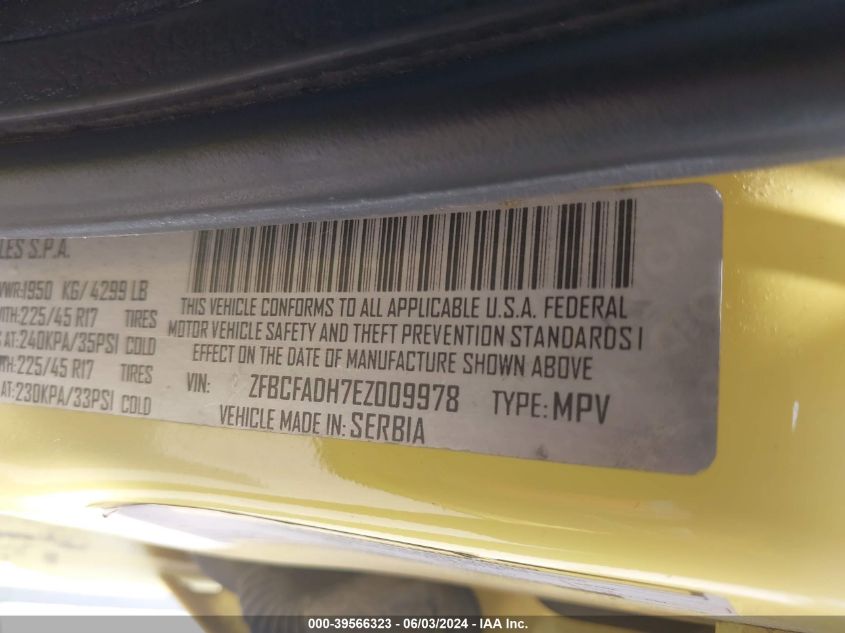 LES S.P.A.
1950 KG/ 4299 LB
225/45 R17 TIRES
AT:240KPA/35PSI COLD
225/45 R17 TIRES
AT:230KPA/33PSI COLD
THIS VEHICLE CONFORMS TO ALL APPLICABLE U.S.A. FEDERAL
MOTOR VEHICLE SAFETY AND THEFT PREVENTION STANDARDS I
EFFECT ON THE DATE OF MANUFACTURE SHOWN ABOVE
VIN: ZFBCFADH7EZ009978 TYPE: MPV
VEHICLE MADE IN: SERBIA
000-39566323 - 06/03/2024 - IAA Inc.